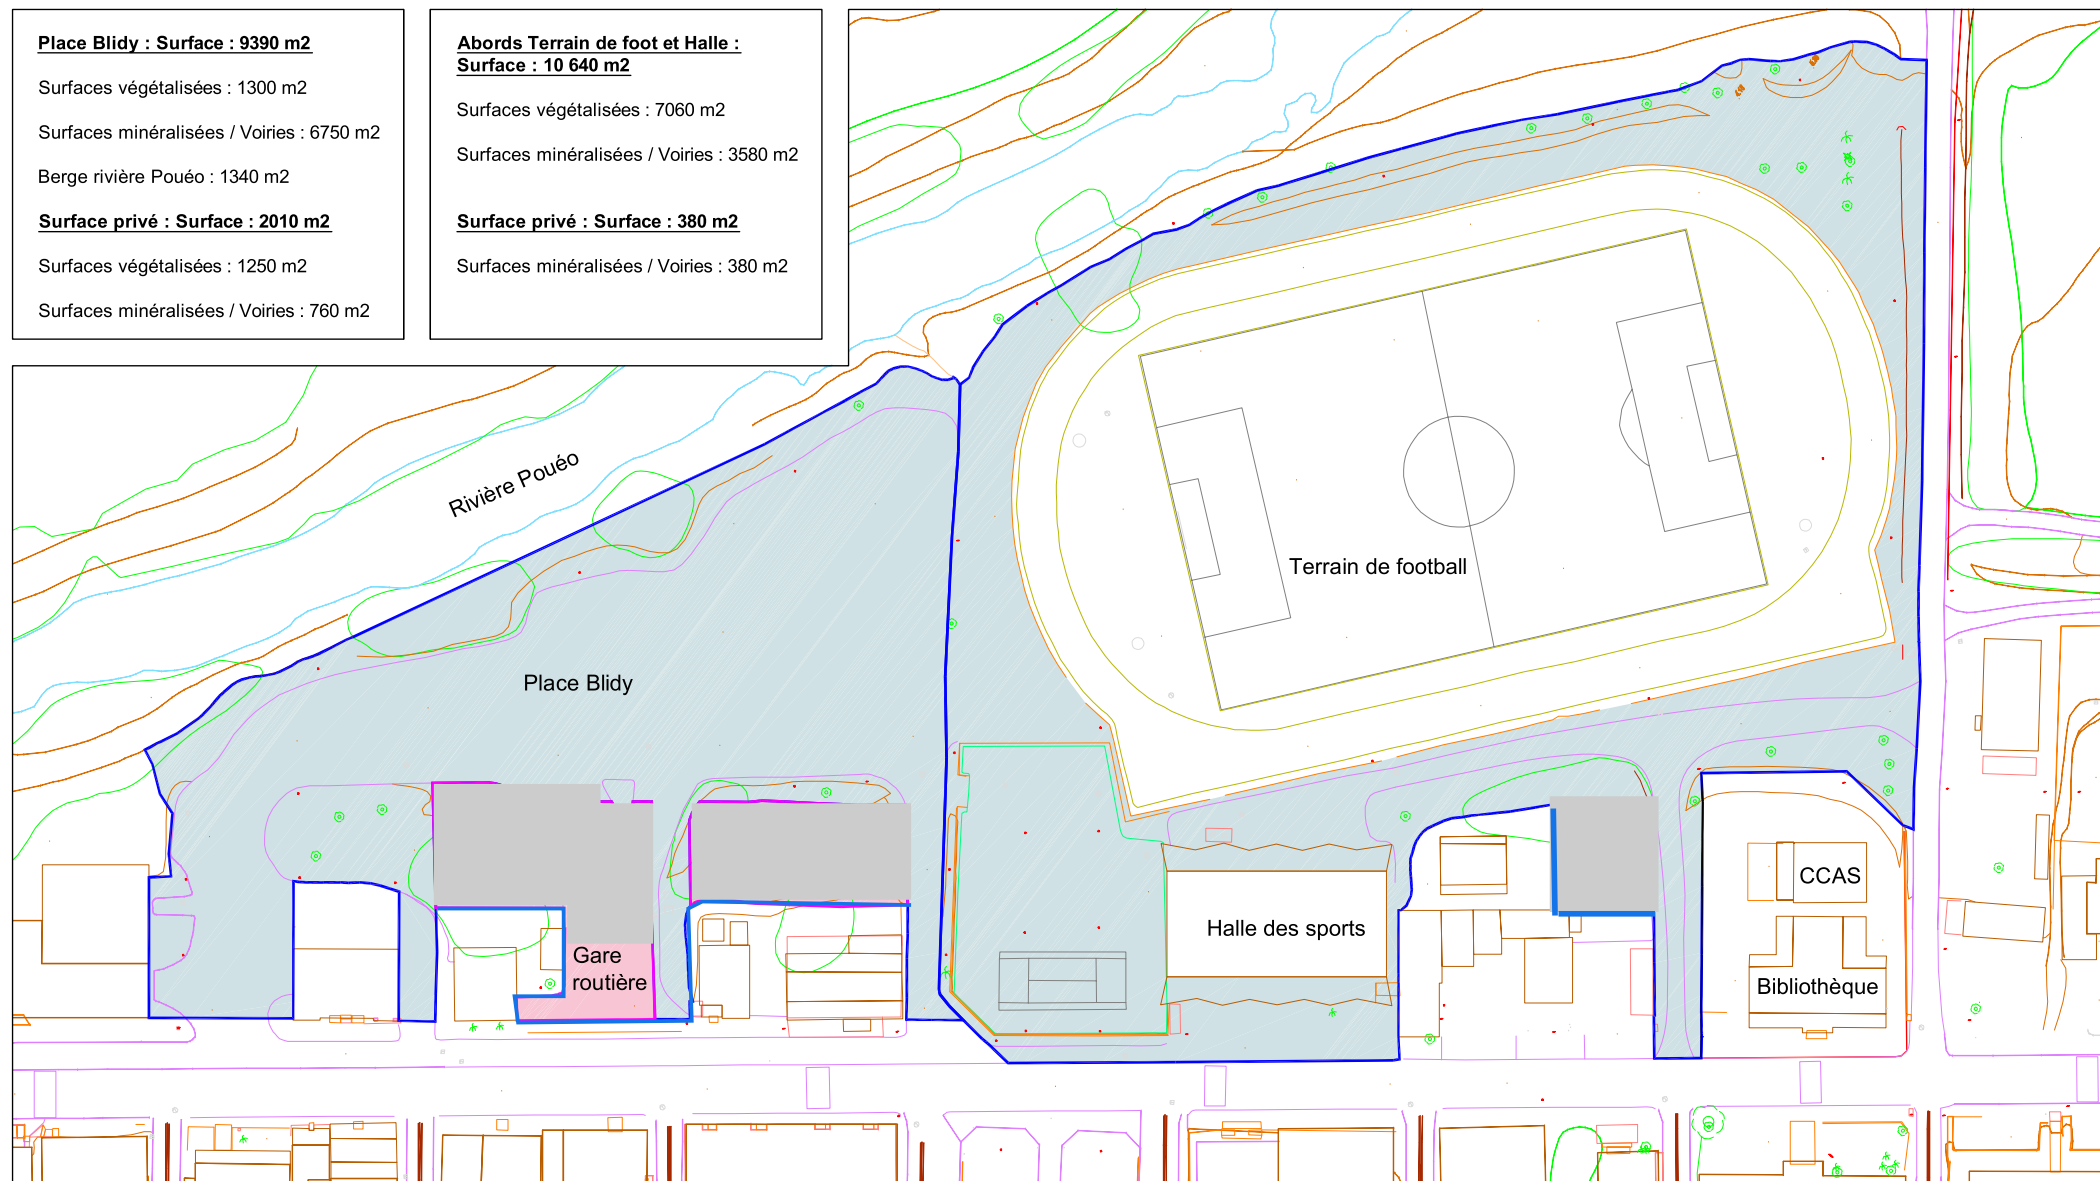 Place Blidy : Surface : 9390 m2
Surfaces végétalisées : 1300 m2
Surfaces minéralisées / Voiries : 6750 m2
Berge rivière Pouéo : 1340 m2
Surface privé : Surface : 2010 m2
Surfaces végétalisées : 1250 m2
Surfaces minéralisées / Voiries : 760 m2
Abords Terrain de foot et Halle :
Surface : 10 640 m2
Surfaces végétalisées : 7060 m2
Surfaces minéralisées / Voiries : 3580 m2
Surface privé : Surface : 380 m2
Surfaces minéralisées / Voiries : 380 m2
Rivière Pouéo
Terrain de football
Place Blidy
CCAS
Halle des sports
Gare
routière
Bibliothèque